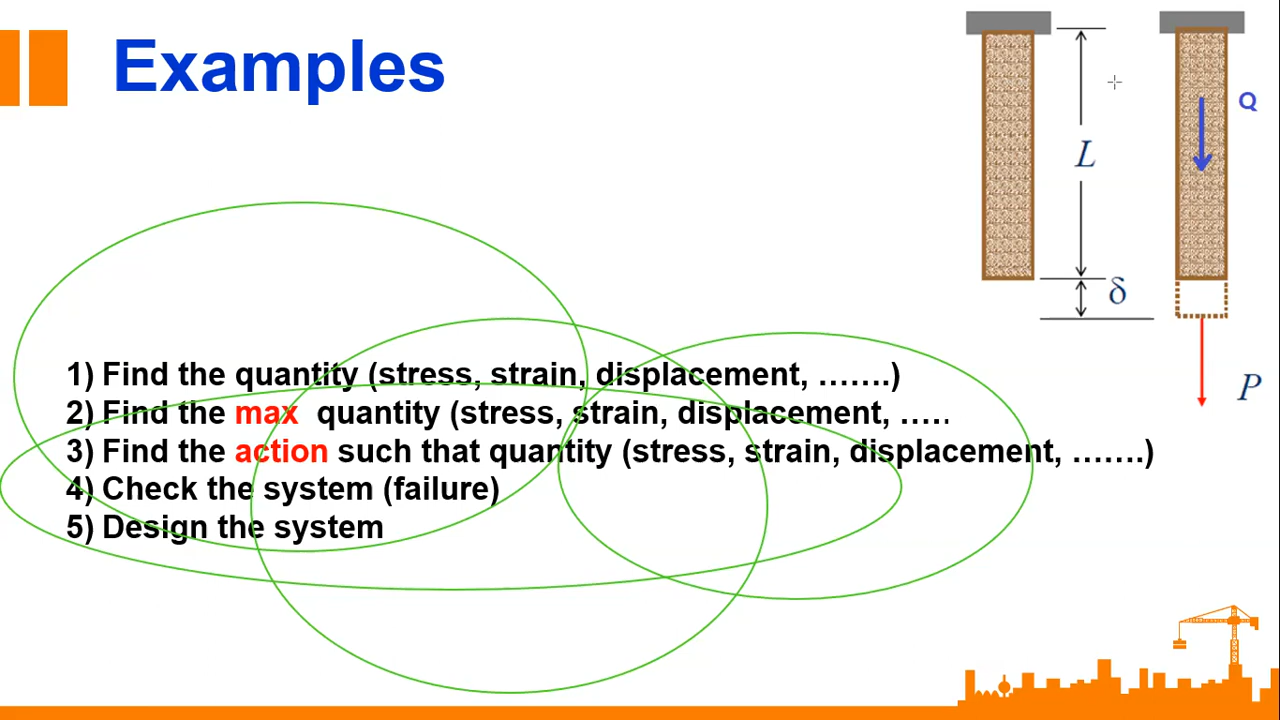 Examples
L
Q
δ
P
1) Find the quantity (stress, strain, displacement, …….)
2) Find the max quantity (stress, strain, displacement, …..
3) Find the action such that quantity (stress, strain, displacement, …….)
4) Check the system (failure)
5) Design the system